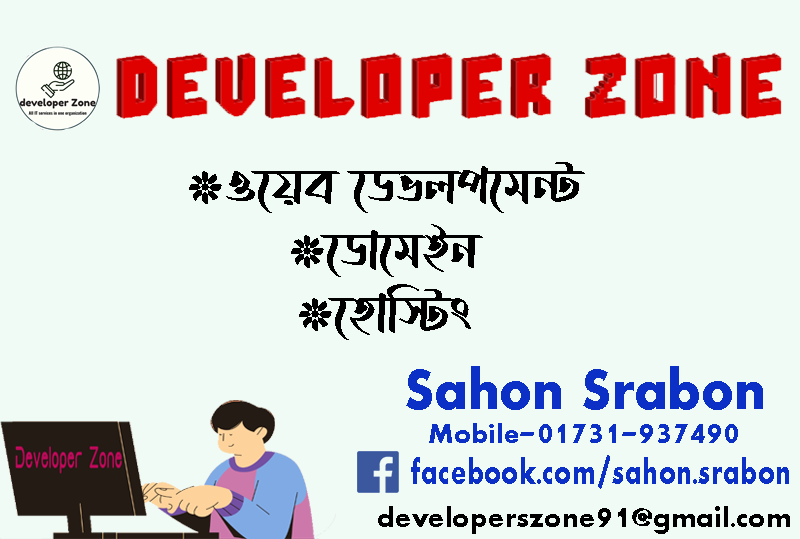 developer Zone
All IT services in one organization
DEVELOPER ZONE
*ওয়েব ডেভলপমেন্ট
*ডোমেইন
*হোস্টিং
Sahon Srabon
Mobile-01731-937490
facebook.com/sahon.srabon
developerszone91@gmail.com
Developer Zone